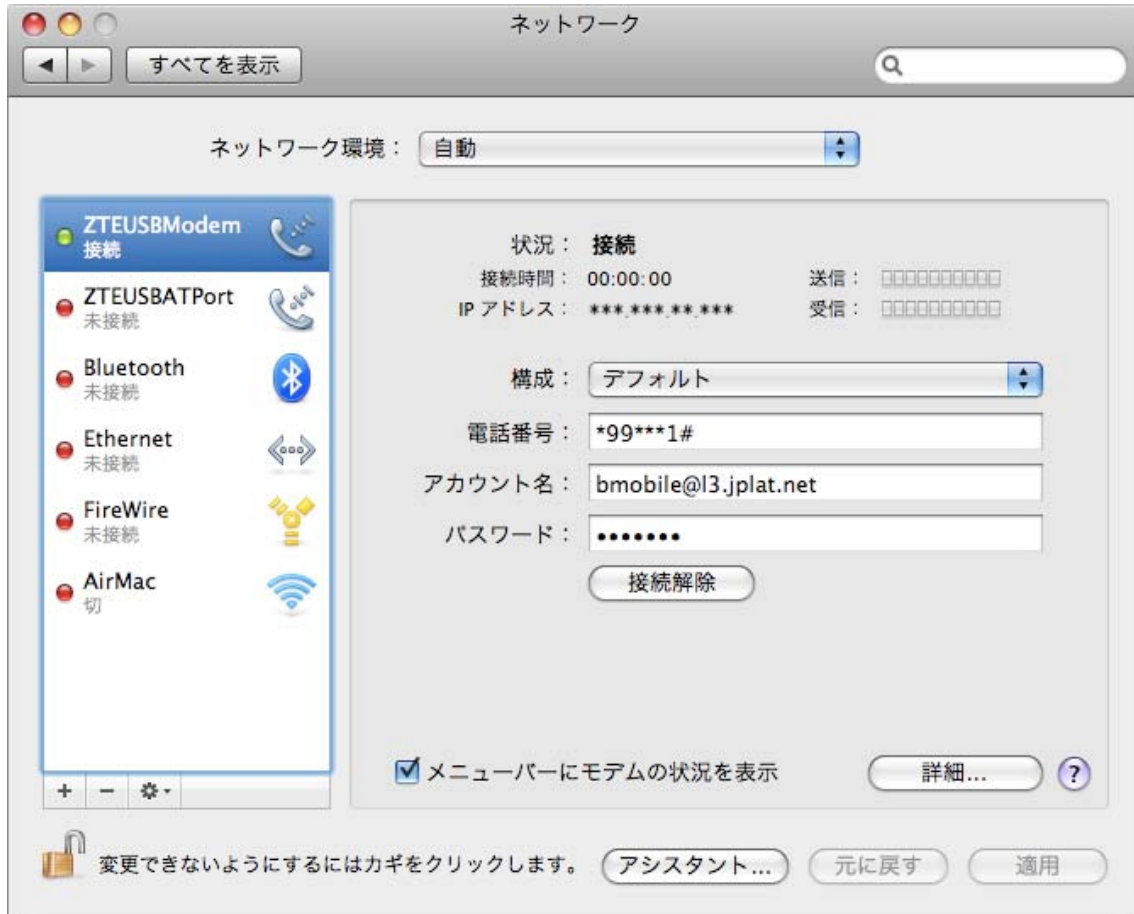 ネットワーク
すべてを表示
ネットワーク環境： 自動
ZTEUSBModem
接続
ZTEUSBATPort
未接続
Bluetooth
未接続
Ethernet
未接続
FireWire
未接続
AirMac
切
状況： 接続
接続時間： 00:00:00 送信：
IP アドレス： ***.***.**.*** 受信：
構成： デフォルト
電話番号： *99***1#
アカウント名： bmobile@l3.jplat.net
パスワード： •••••••
接続解除
メニューバーにモデムの状況を表示 詳細... ?
変更できないようにするにはカギをクリックします。 アシスタント... 元に戻す 適用